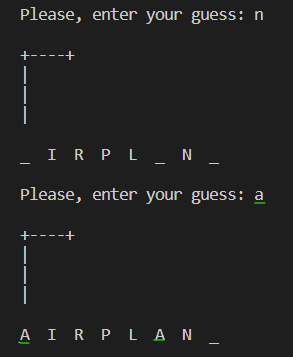 Please, enter your guess: n
+----+
|
|
|
_ I R P L _ N _
Please, enter your guess: a
+----+
|
|
|
A I R P L A N _